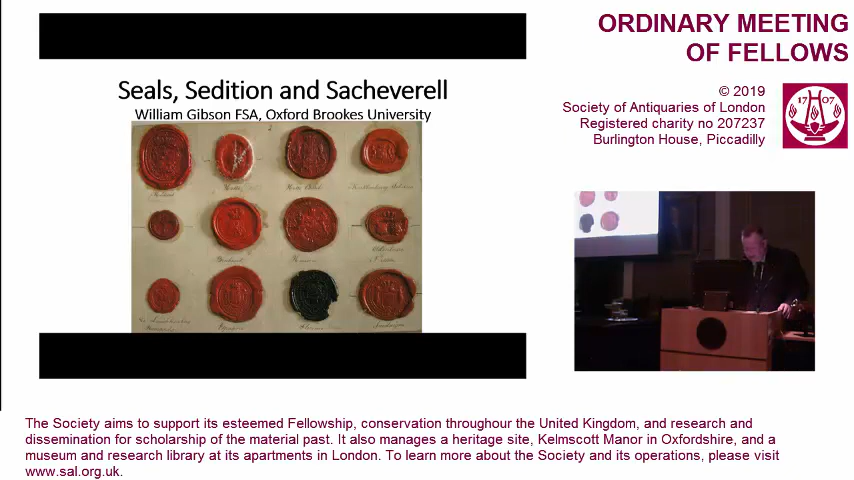 ORDINARY MEETING
OF FELLOWS
© 2019
Society of Antiquaries of London
Registered charity no 207237
Burlington House, Piccadilly
17 07
Seals, Sedition and Sacheverell
William Gibson FSA, Oxford Brookes University
The Society aims to support its esteemed Fellowship, conservation throughour the United Kingdom, and research and
dissemination for scholarship of the material past. It also manages a heritage site, Kelmscott Manor in Oxfordshire, and a
museum and research library at its apartments in London. To learn more about the Society and its operations, please visit
www.sal.org.uk.